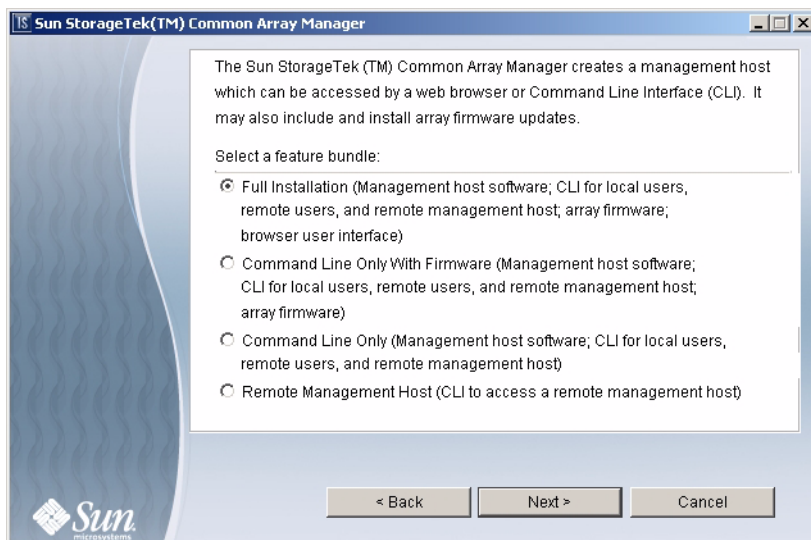 Sun StorageTek(TM) Common Array Manager
The Sun StorageTek (TM) Common Array Manager creates a management host
which can be accessed by a web browser or Command Line Interface (CLI). It
may also include and install array firmware updates.
Select a feature bundle:
Full Installation (Management host software; CLI for local users,
remote users, and remote management host; array firmware;
browser user interface)
Command Line Only With Firmware (Management host software;
CLI for local users, remote users, and remote management host;
array firmware)
Command Line Only (Management host software; CLI for local users,
remote users, and remote management host)
Remote Management Host (CLI to access a remote management host)
< Back
Next >
Cancel
Sun
microsystems